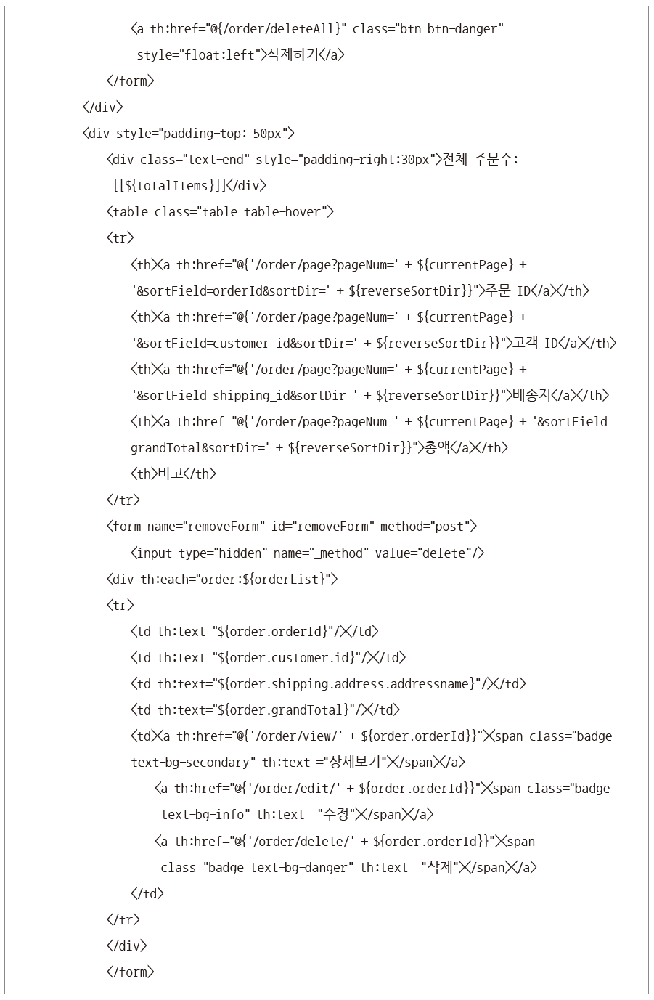 <a th:href="@{/order/deleteAll}" class="btn btn-danger"
style="float:left">삭제하기</a>
</form>
</div>
<div style="padding-top: 50px">
<div class="text-end" style="padding-right:30px">전체 주문수:
[[${totalItems}]]</div>
<table class="table table-hover">
<tr>
<th><a th:href="@{'/order/page?pageNum=' + ${currentPage} +
'&sortField=orderId&sortDir=' + ${reverseSortDir}}">주문 ID</a></th>
<th><a th:href="@{'/order/page?pageNum=' + ${currentPage} +
'&sortField=customer_id&sortDir=' + ${reverseSortDir}}">고객 ID</a></th>
<th><a th:href="@{'/order/page?pageNum=' + ${currentPage} +
'&sortField=shipping_id&sortDir=' + ${reverseSortDir}}">베송지</a></th>
<th><a th:href="@{'/order/page?pageNum=' + ${currentPage} + '&sortField=
grandTotal&sortDir=' + ${reverseSortDir}}">총액</a></th>
<th>비고</th>
</tr>
<form name="removeForm" id="removeForm" method="post">
<input type="hidden" name="_method" value="delete"/>
<div th:each="order:${orderList}">
<tr>
<td th:text="${order.orderId}"/></td>
<td th:text="${order.customer.id}"/></td>
<td th:text="${order.shipping.address.addressname}"/></td>
<td th:text="${order.grandTotal}"/></td>
<td><a th:href="@{'/order/view/' + ${order.orderId}}"><span class="badge
text-bg-secondary" th:text ="상세보기"></span></a>
<a th:href="@{'/order/edit/' + ${order.orderId}}"><span class="badge
text-bg-info" th:text ="수정"></span></a>
<a th:href="@{'/order/delete/' + ${order.orderId}}"><span
class="badge text-bg-danger" th:text ="삭제"></span></a>
</td>
</tr>
</div>
</form>